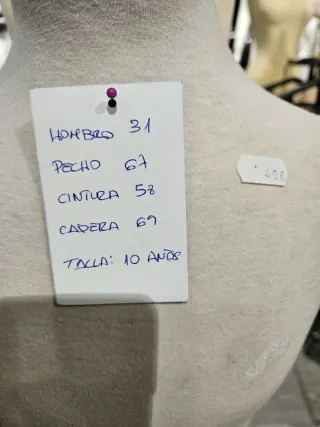 HOMBRO 31
PECHO 67
CINTURA 58
CADERA 69
TALLA: 10 AÑOS